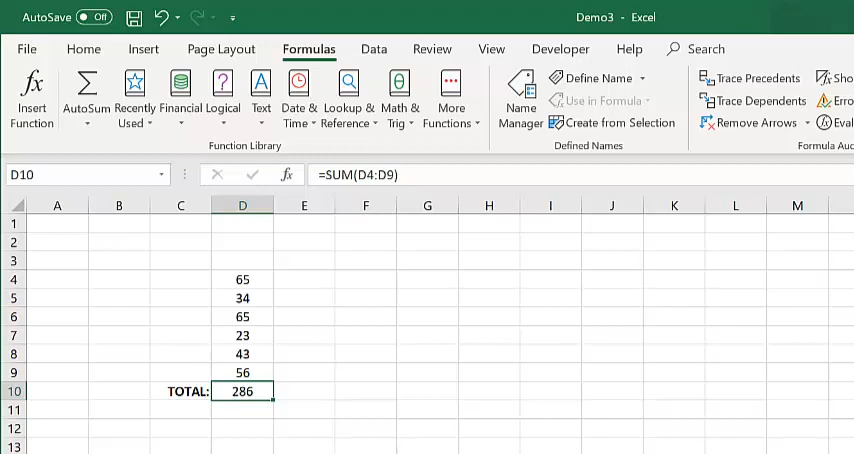 AutoSave Off Demo3 - Excel
File Home Insert Page Layout Formulas Data Review View Developer Help Search
fx Σ ? A θ
Insert Function
AutoSum
Recently Used
Financial
Logical
Text
Date & Time
Lookup & Reference
Math & Trig
More Functions
Function Library
Name Manager
Define Name
Use in Formula
Create from Selection
Defined Names
Trace Precedents
Trace Dependents
Remove Arrows
D10 fx =SUM(D4:D9)
A B C D E F G H I J K L M
1
2
3
4 65
5 34
6 65
7 23
8 43
9 56
10 TOTAL: 286
11
12
13